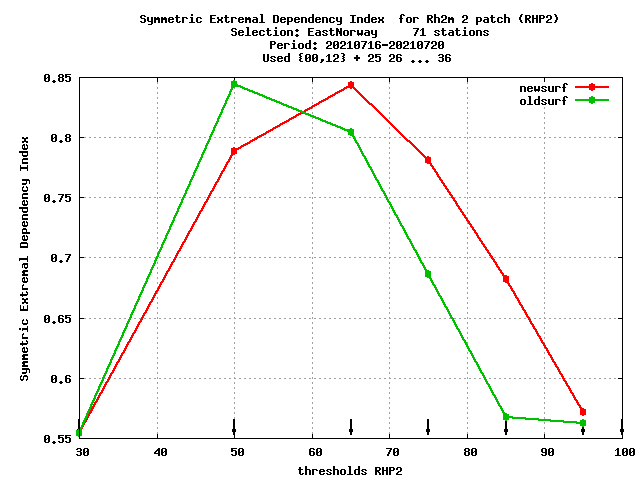 Symmetric Extremal Dependency Index  for Rh2m 2 patch (RHP2)
Selection: EastNorway     71 stations
Period: 20210716-20210720
Used {00,12} + 25 26 ... 36
newsurf
oldsurf
0.85
0.8
0.75
0.7
0.65
0.6
0.55
Symmetric Extremal Dependency Index
30 40 50 60 70 80 90 100
thresholds RHP2